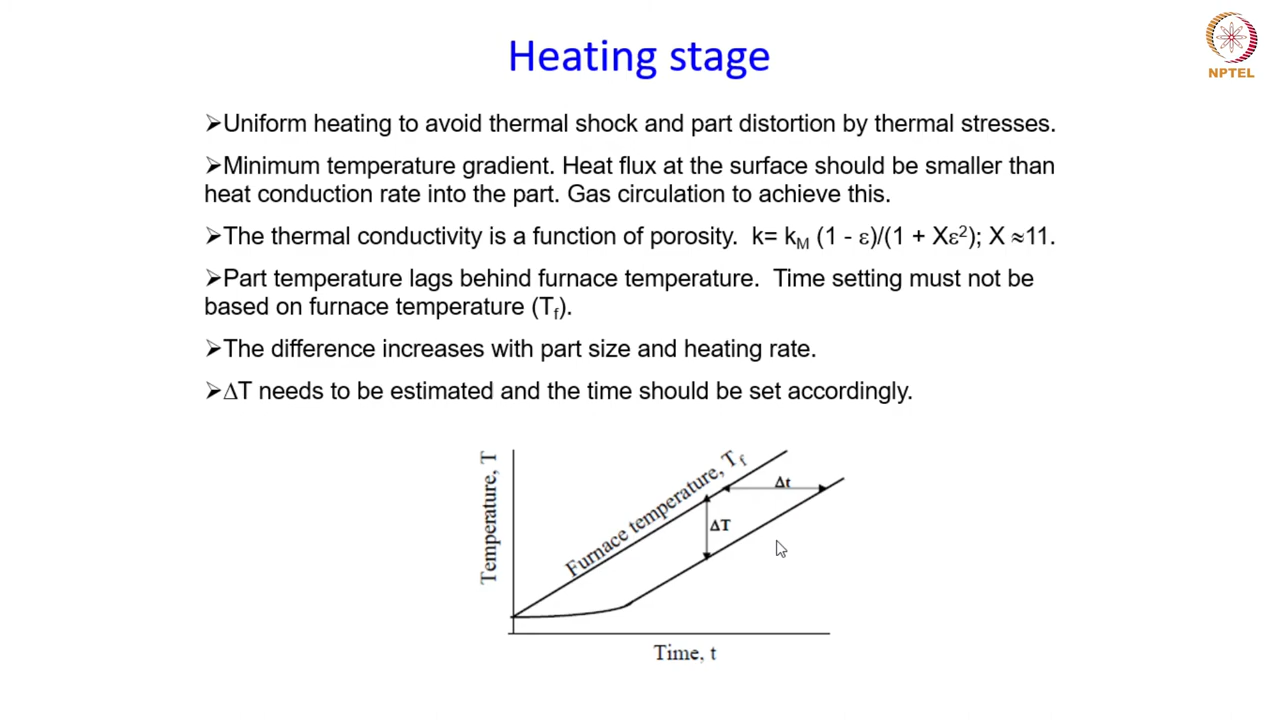 Heating stage
NPTEL
➢Uniform heating to avoid thermal shock and part distortion by thermal stresses.
➢Minimum temperature gradient. Heat flux at the surface should be smaller than
heat conduction rate into the part. Gas circulation to achieve this.
➢The thermal conductivity is a function of porosity. k= kM (1 - ε)/(1 + Xε²); X ≈11.
➢Part temperature lags behind furnace temperature. Time setting must not be
based on furnace temperature (Tf).
➢The difference increases with part size and heating rate.
➢ΔT needs to be estimated and the time should be set accordingly.
Temperature, T
Furnace temperature, Tf
Δt
ΔT
Time, t